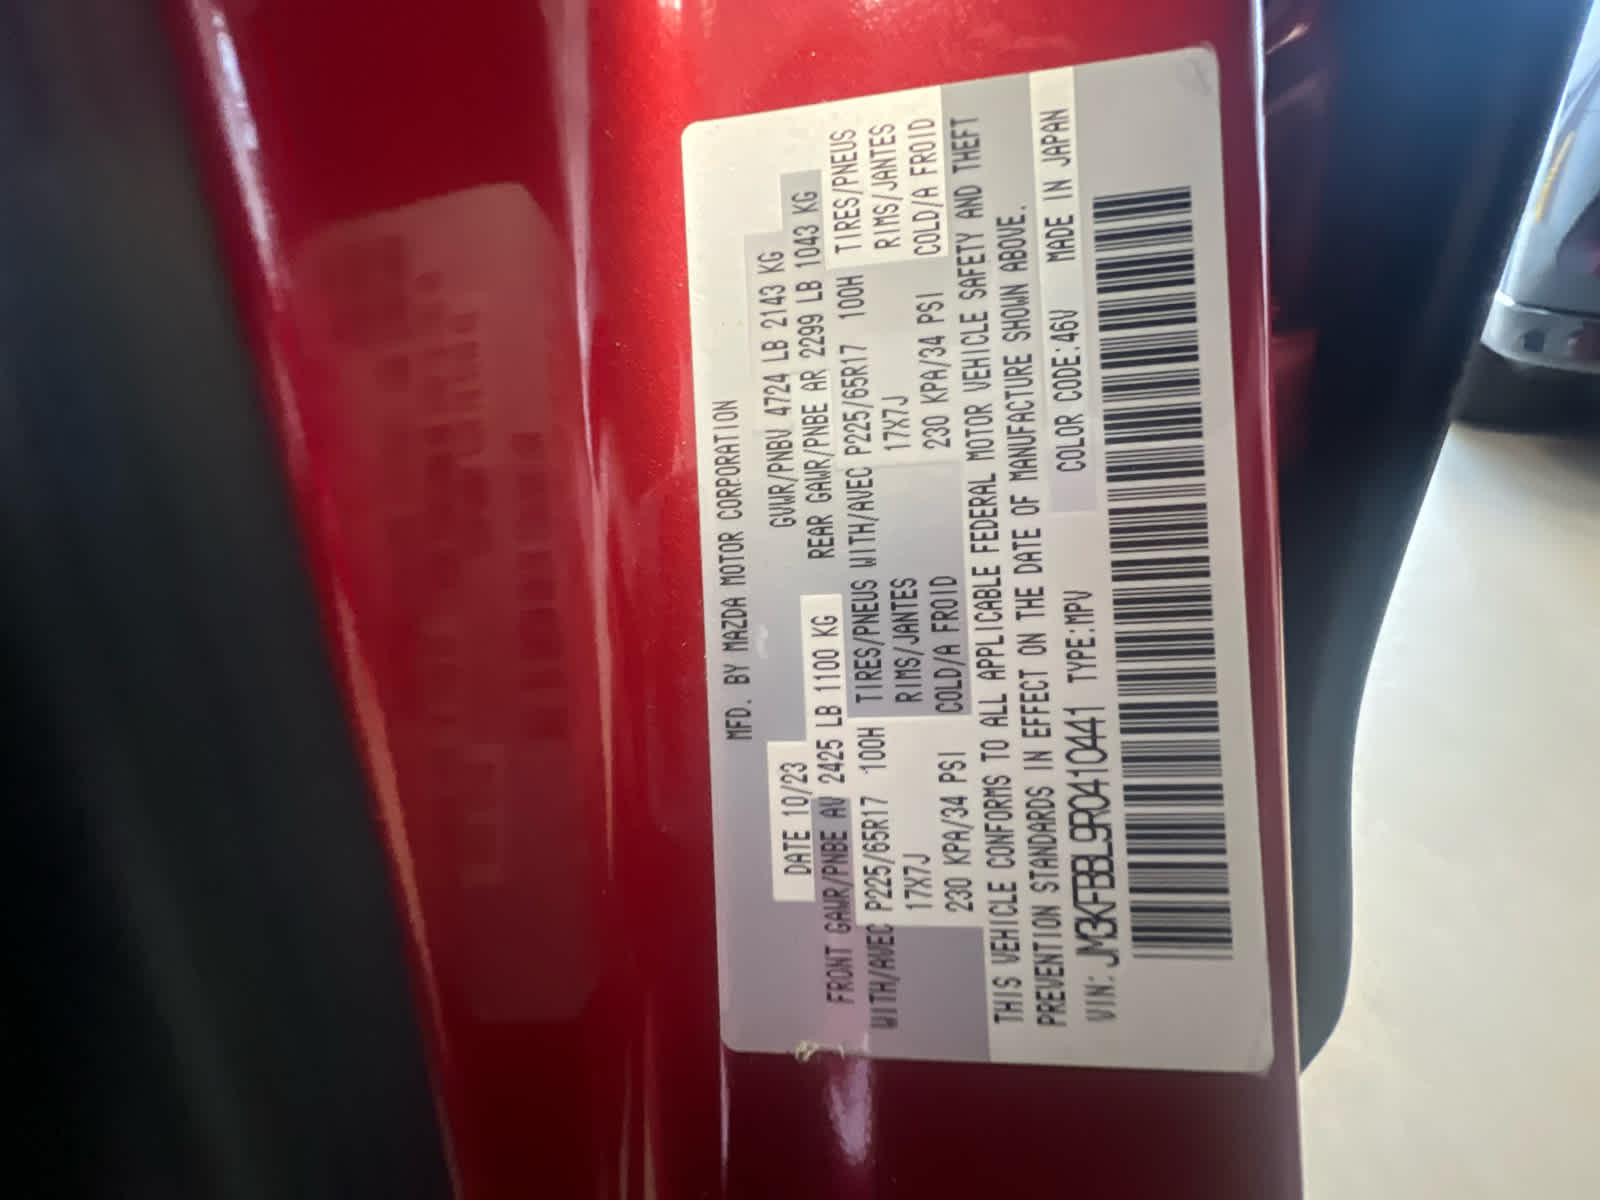 MFD. BY MAZDA MOTOR CORPORATION
DATE 10/23 GVWR/PNBV 4724 LB 2143 KG
FRONT GAWR/PNBE AV 2425 LB 1100 KG REAR GAWR/PNBE AR 2299 LB 1043 KG
WITH/AVEC P225/65R17 100H TIRES/PNEUS WITH/AVEC P225/65R17 100H TIRES/PNEUS
17X7J RIMS/JANTES 17X7J RIMS/JANTES
230 KPA/34 PSI COLD/A FROID 230 KPA/34 PSI COLD/A FROID
THIS VEHICLE CONFORMS TO ALL APPLICABLE FEDERAL MOTOR VEHICLE SAFETY AND THEFT
PREVENTION STANDARDS IN EFFECT ON THE DATE OF MANUFACTURE SHOWN ABOVE.
VIN: JM3KFBBL9R0410441 TYPE:MPV COLOR CODE:46V MADE IN JAPAN